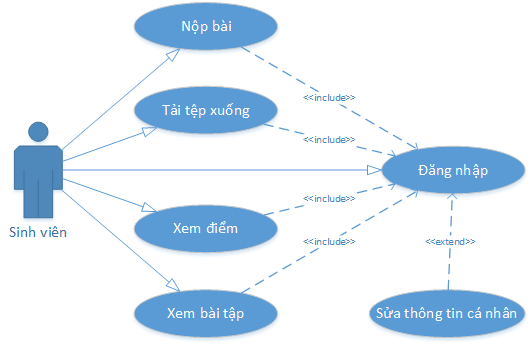 Nộp bài
<<include>>
Tải tệp xuống
<<include>>
Đăng nhập
Sinh viên
<<include>>
Xem điểm
<<include>>
<<extend>>
Xem bài tập
Sửa thông tin cá nhân